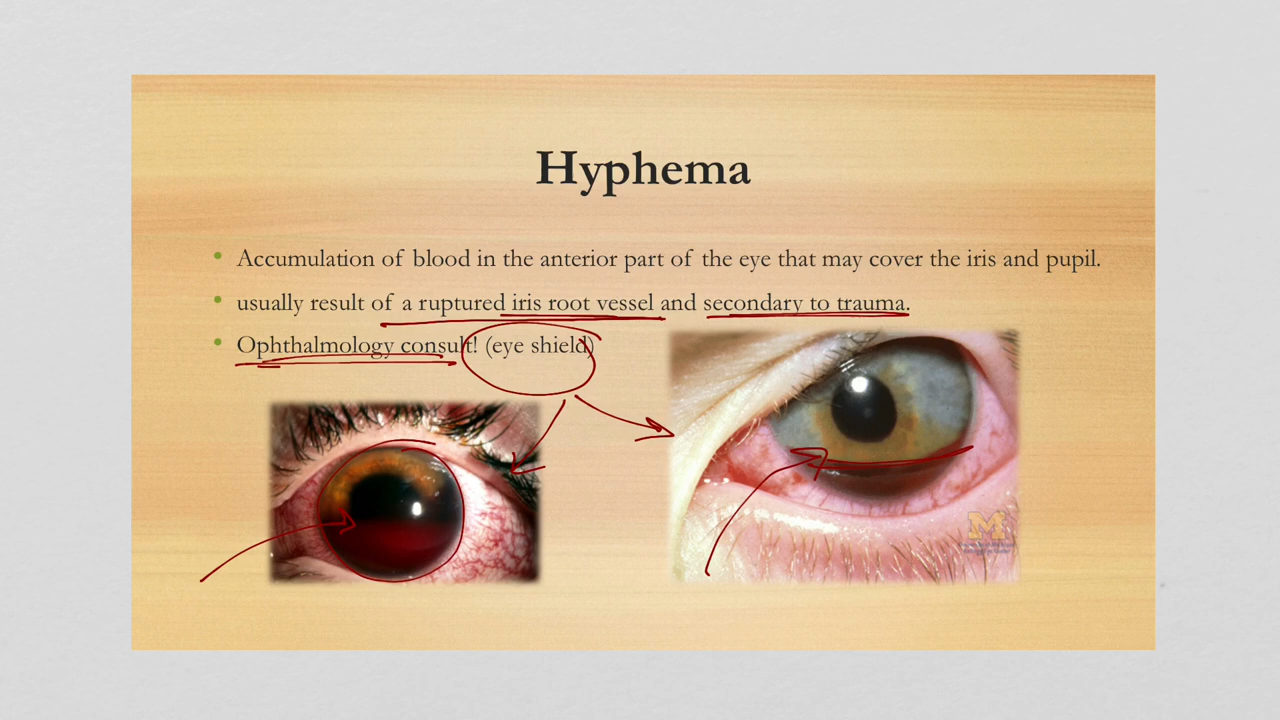 Hyphema
• Accumulation of blood in the anterior part of the eye that may cover the iris and pupil.
• usually result of a ruptured iris root vessel and secondary to trauma.
• Ophthalmology consult! (eye shield)
M